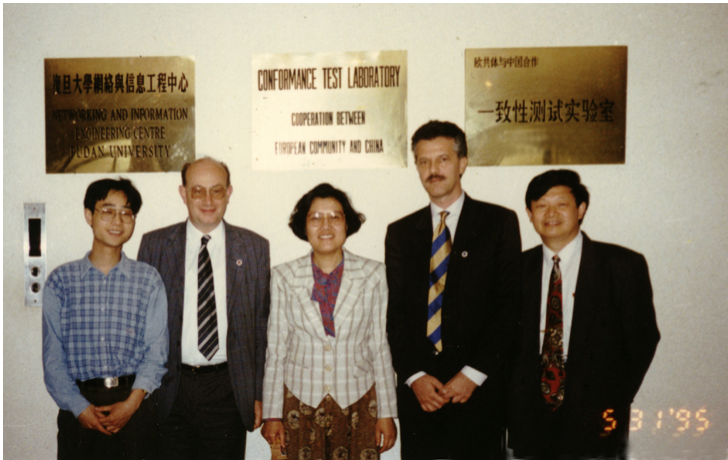 復旦大學網絡與信息工程中心
NETWORKING AND INFORMATION
ENGINEERING CENTRE
FUDAN UNIVERSITY
CONFORMANCE TEST LABORATORY
COOPERATION BETWEEN
EUROPEAN COMMUNITY AND CHINA
欧共体与中国合作
一致性测试实验室
5 31'95